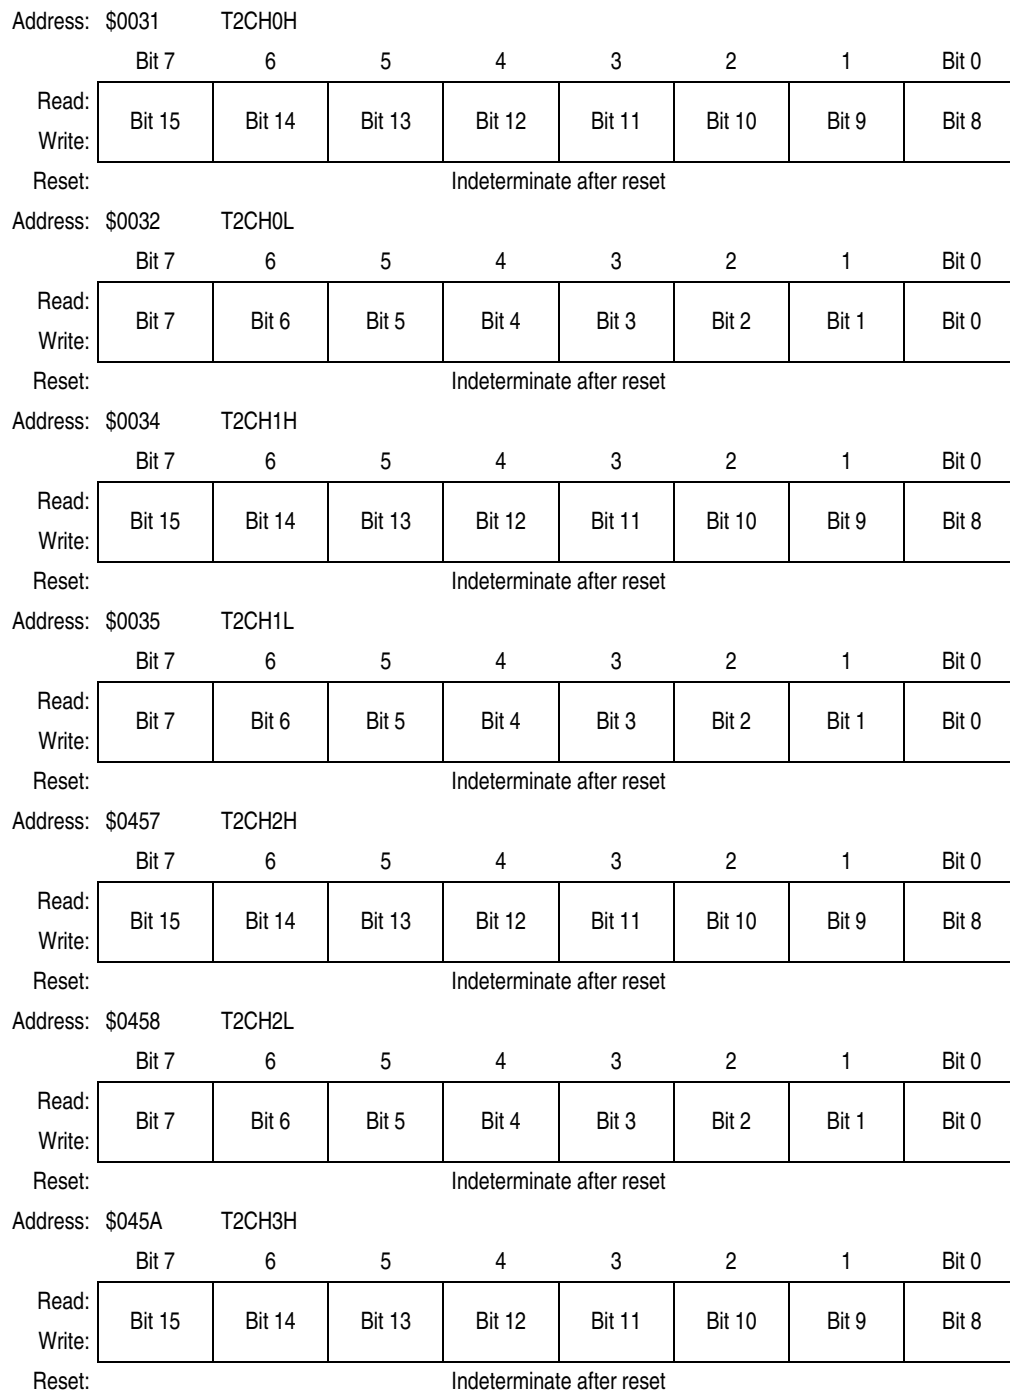 Address: $0031 T2CH0H
Bit 7 6 5 4 3 2 1 Bit 0
Read:
Bit 15 Bit 14 Bit 13 Bit 12 Bit 11 Bit 10 Bit 9 Bit 8
Write:
Reset: Indeterminate after reset
Address: $0032 T2CH0L
Bit 7 6 5 4 3 2 1 Bit 0
Read:
Bit 7 Bit 6 Bit 5 Bit 4 Bit 3 Bit 2 Bit 1 Bit 0
Write:
Reset: Indeterminate after reset
Address: $0034 T2CH1H
Bit 7 6 5 4 3 2 1 Bit 0
Read:
Bit 15 Bit 14 Bit 13 Bit 12 Bit 11 Bit 10 Bit 9 Bit 8
Write:
Reset: Indeterminate after reset
Address: $0035 T2CH1L
Bit 7 6 5 4 3 2 1 Bit 0
Read:
Bit 7 Bit 6 Bit 5 Bit 4 Bit 3 Bit 2 Bit 1 Bit 0
Write:
Reset: Indeterminate after reset
Address: $0457 T2CH2H
Bit 7 6 5 4 3 2 1 Bit 0
Read:
Bit 15 Bit 14 Bit 13 Bit 12 Bit 11 Bit 10 Bit 9 Bit 8
Write:
Reset: Indeterminate after reset
Address: $0458 T2CH2L
Bit 7 6 5 4 3 2 1 Bit 0
Read:
Bit 7 Bit 6 Bit 5 Bit 4 Bit 3 Bit 2 Bit 1 Bit 0
Write:
Reset: Indeterminate after reset
Address: $045A T2CH3H
Bit 7 6 5 4 3 2 1 Bit 0
Read:
Bit 15 Bit 14 Bit 13 Bit 12 Bit 11 Bit 10 Bit 9 Bit 8
Write:
Reset: Indeterminate after reset